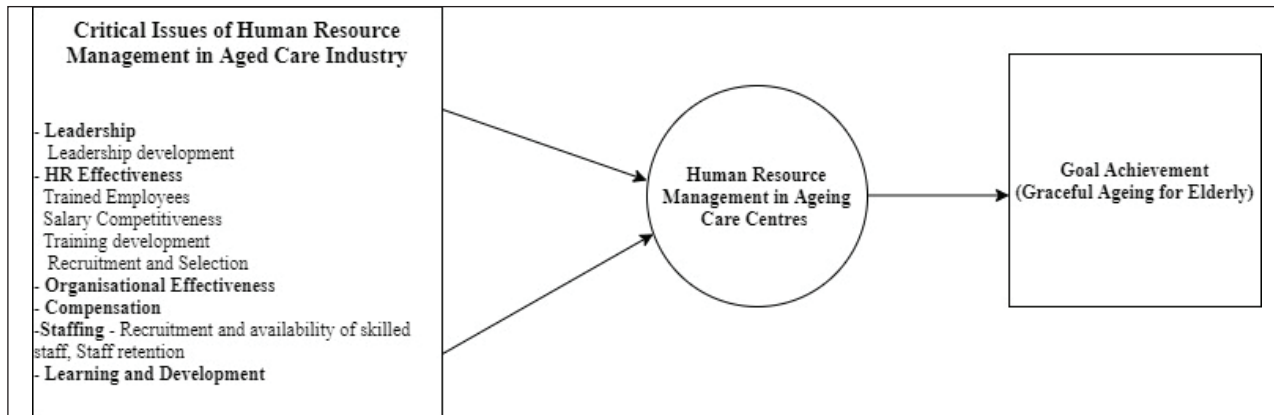 Critical Issues of Human Resource
Management in Aged Care Industry
- Leadership
Leadership development
- HR Effectiveness
Trained Employees
Salary Competitiveness
Training development
Recruitment and Selection
- Organisational Effectiveness
- Compensation
-Staffing - Recruitment and availability of skilled
staff, Staff retention
- Learning and Development
Human Resource
Management in Ageing
Care Centres
Goal Achievement
(Graceful Ageing for Elderly)